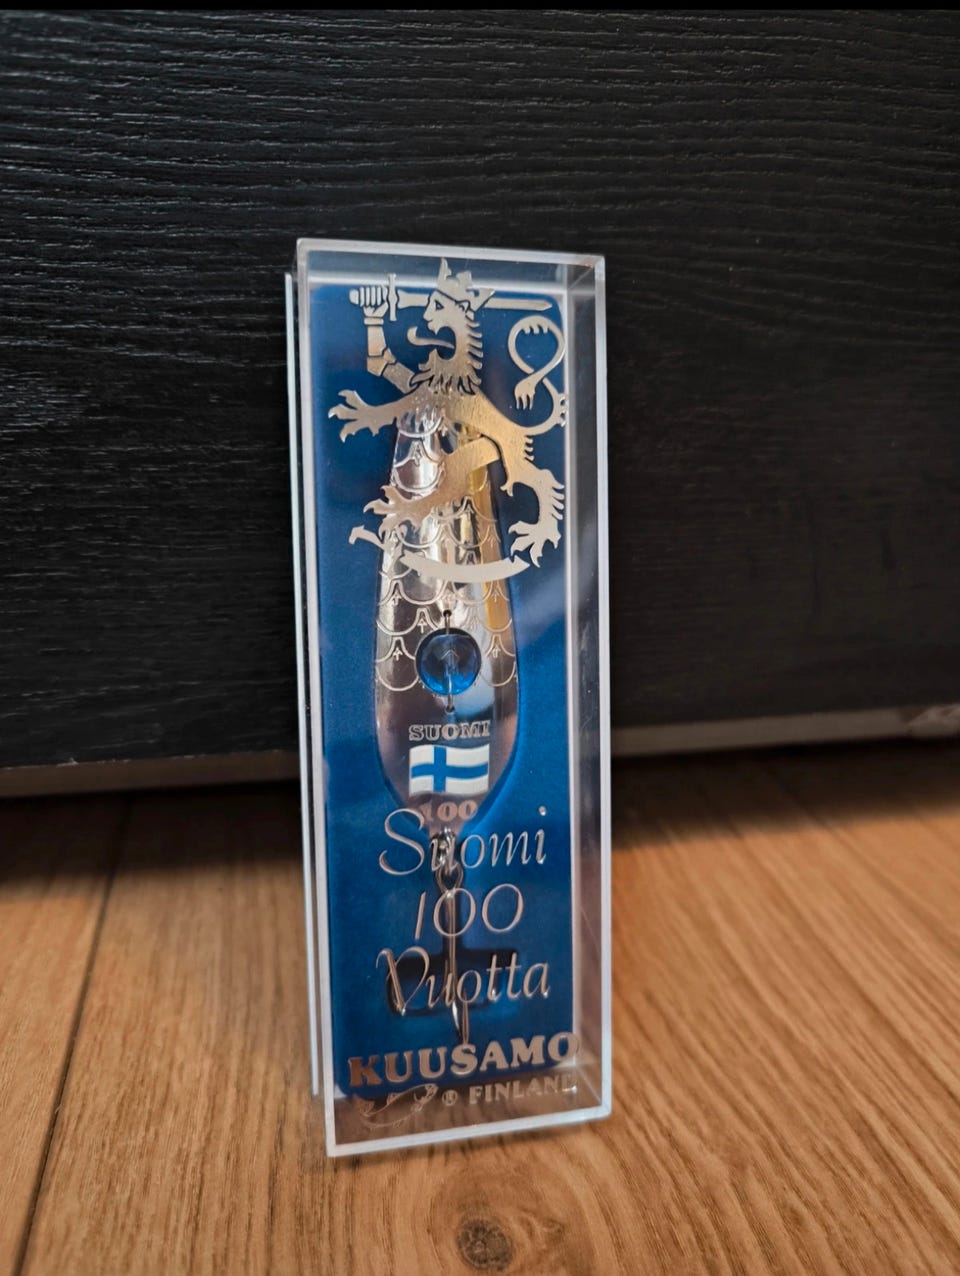 SUOMI
100
Suomi
100
Vuotta
KUUSAMO
® FINLAND